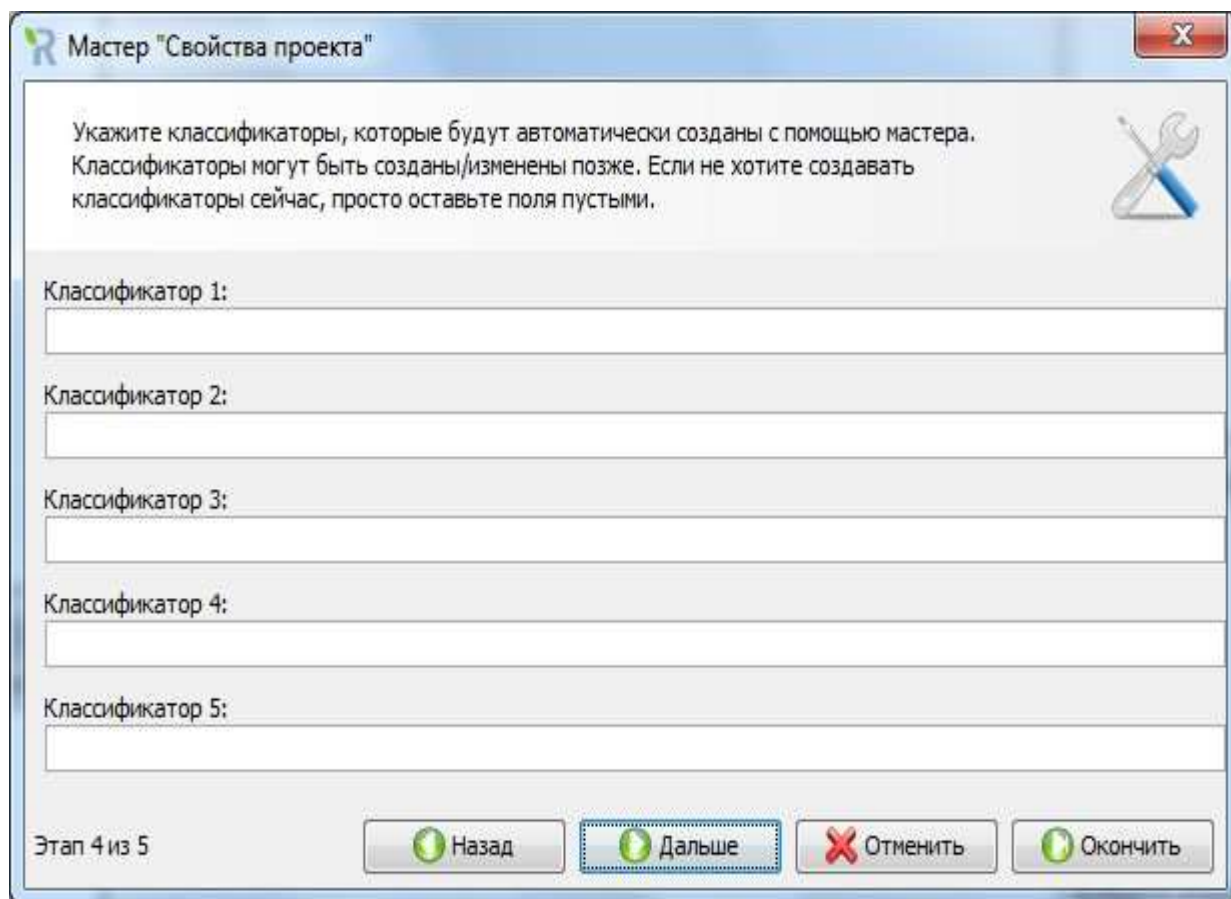 Мастер "Свойства проекта"
Укажите классификаторы, которые будут автоматически созданы с помощью мастера.
Классификаторы могут быть созданы/изменены позже. Если не хотите создавать
классификаторы сейчас, просто оставьте поля пустыми.
Классификатор 1:
Классификатор 2:
Классификатор 3:
Классификатор 4:
Классификатор 5:
Этап 4 из 5 Назад Дальше Отменить Окончить